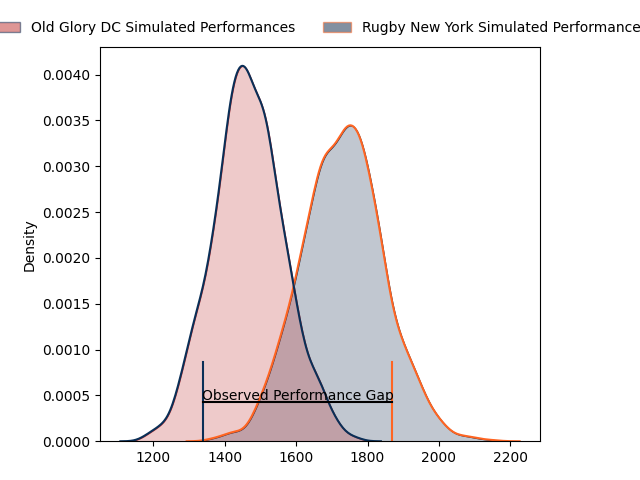 Old Glory DC Simulated Performances
Rugby New York Simulated Performance
0.0040
0.0035
0.0030
0.0025
0.0020
0.0015
0.0010
0.0005
0.0000
Density
Observed Performance Gap
1200 1400 1600 1800 2000 2200